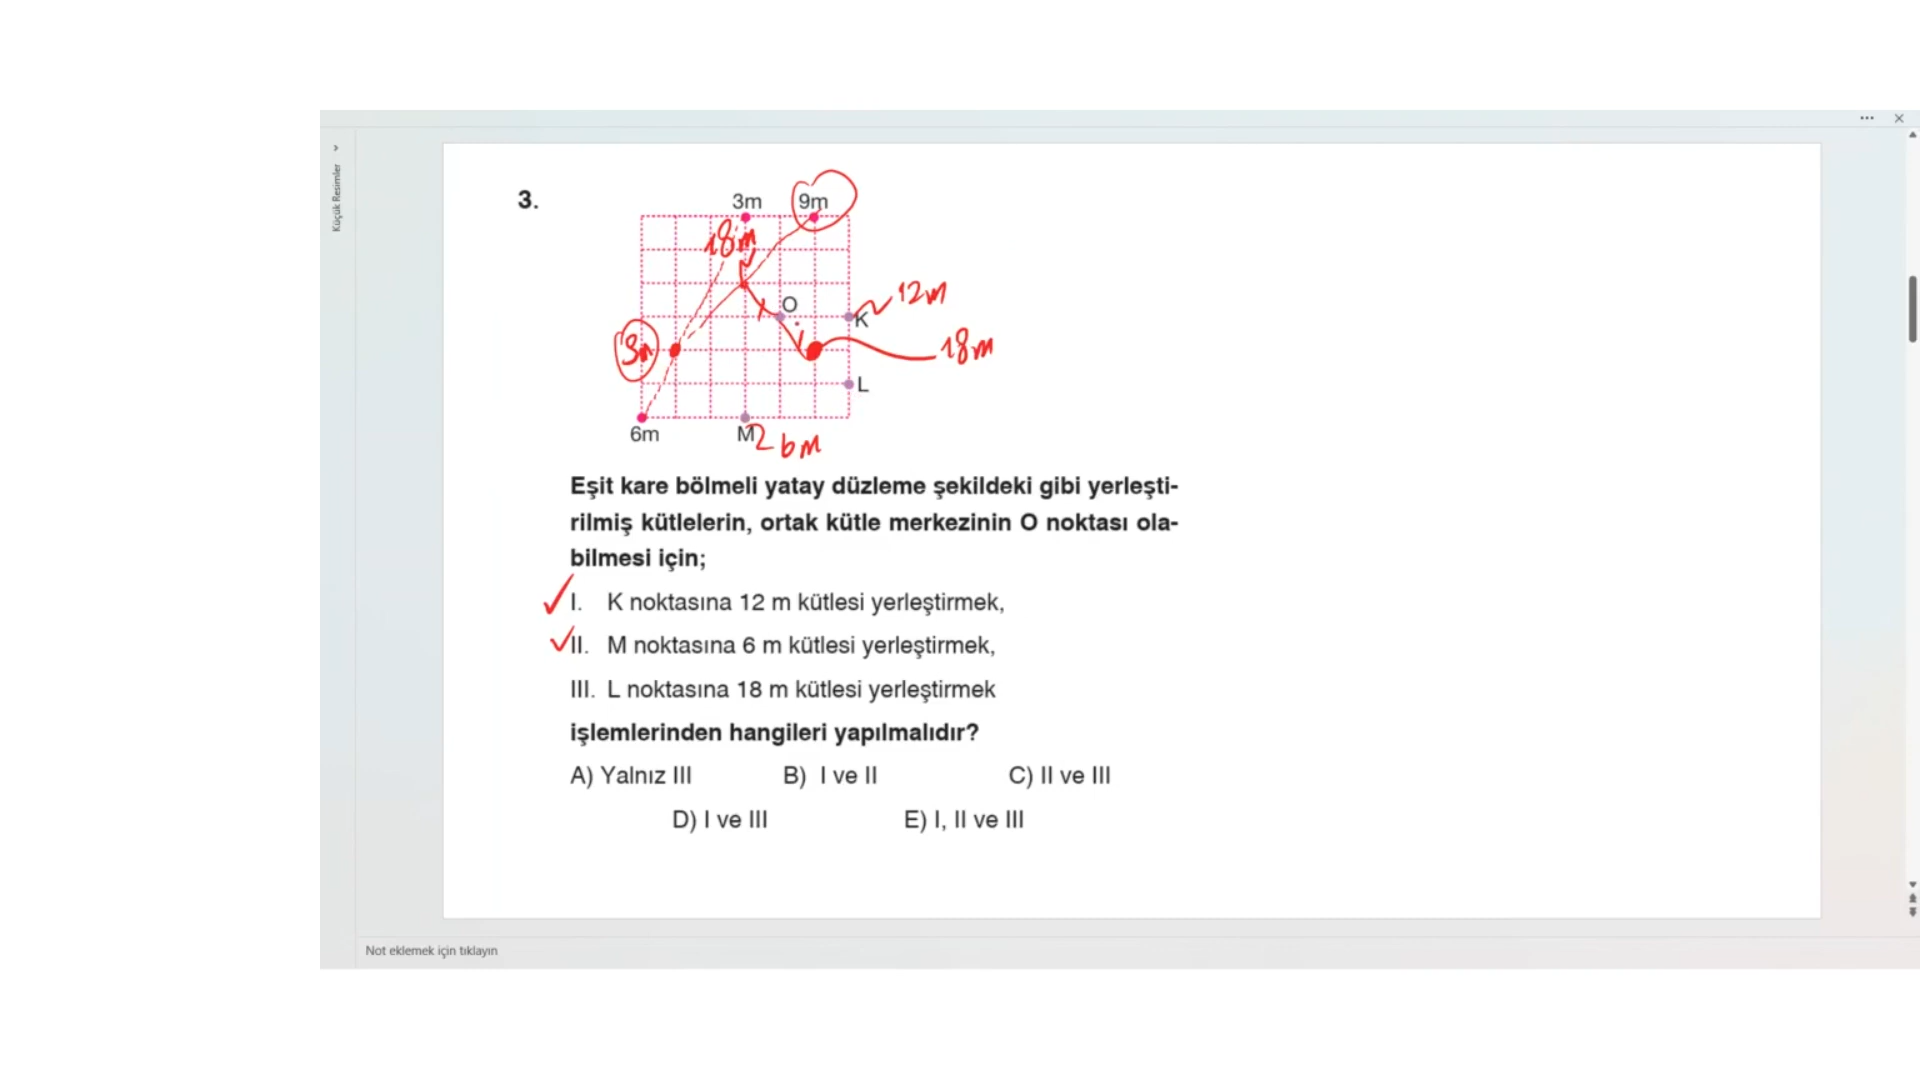 Küçük Resimler
3.
3m 9m
18m
O
K 12m
3m
18m
L
6m M 6m
Eşit kare bölmeli yatay düzleme şekildeki gibi yerleşti-
rilmiş kütlelerin, ortak kütle merkezinin O noktası ola-
bilmesi için;
I. K noktasına 12 m kütlesi yerleştirmek,
II. M noktasına 6 m kütlesi yerleştirmek,
III. L noktasına 18 m kütlesi yerleştirmek
işlemlerinden hangileri yapılmalıdır?
A) Yalnız III B) I ve II C) II ve III
D) I ve III E) I, II ve III
Not eklemek için tıklayın